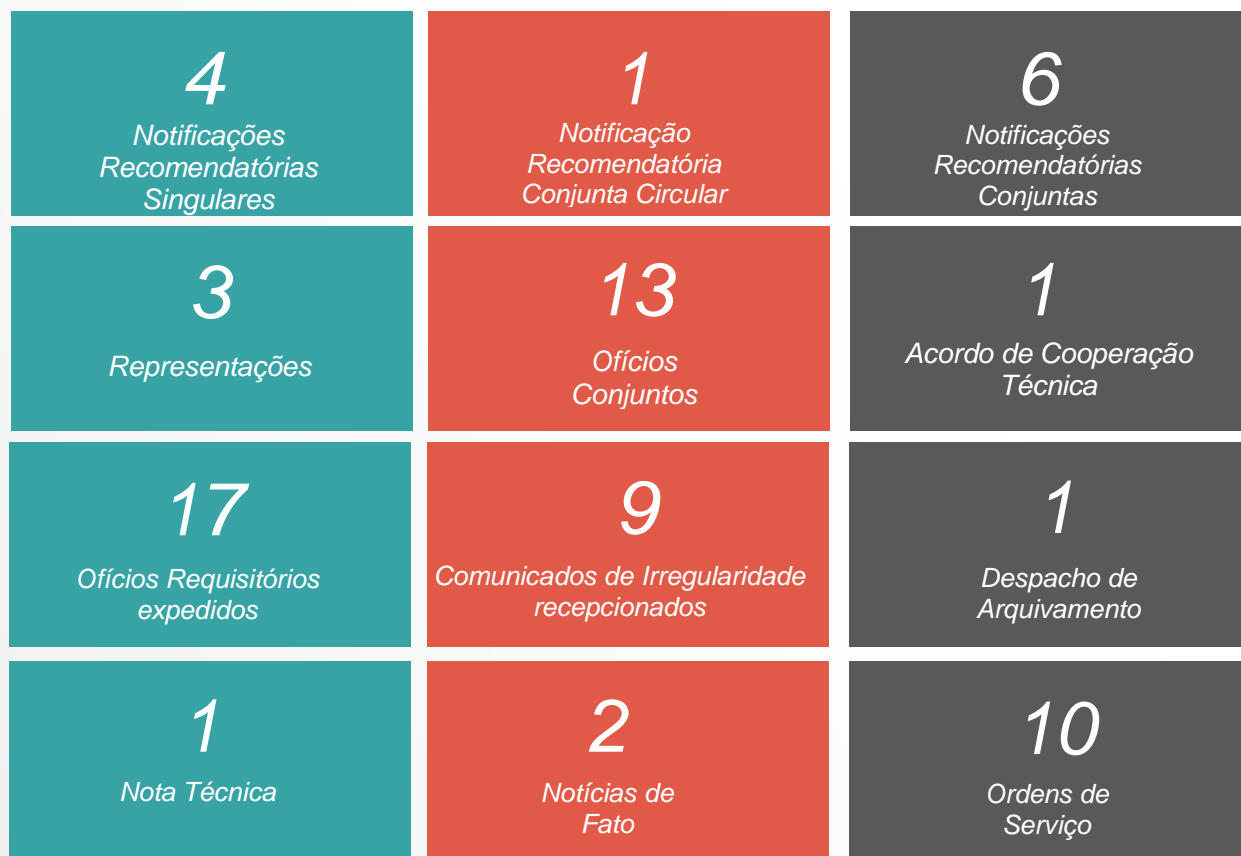 4
Notificações
Recomendatórias
Singulares
1
Notificação
Recomendatória
Conjunta Circular
6
Notificações
Recomendatórias
Conjuntas
3
Representações
13
Ofícios
Conjuntos
1
Acordo de Cooperação
Técnica
17
Ofícios Requisitórios
expedidos
9
Comunicados de Irregularidade
recepcionados
1
Despacho de
Arquivamento
1
Nota Técnica
2
Notícias de
Fato
10
Ordens de
Serviço